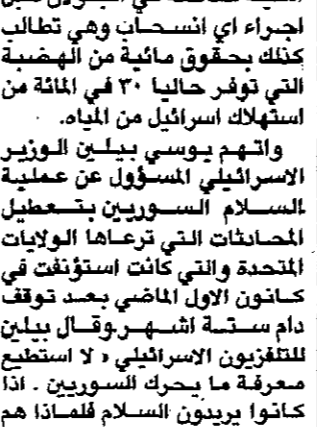 اجراء اي انسحاب وهي تطالب
كذلك بحقوق مائية من الهضبة
التي توفر حاليا ٣٠ في المائة من
استهلاك اسرائيل من المياه.
واتهم يوسي بيلين الوزير
الاسرائيلي المسؤول عن عملية
السلام السوريين بتعطيل
المحادثات التي ترعاها الولايات
المتحدة والتي كانت استؤنفت في
كانون الاول الماضي بعد توقف
دام ستة اشهر.وقال بيلين
للتلفزيون الاسرائيلي « لا استطيع
معرفة ما يحرك السوريين . اذا
كانوا يريدون السلام فلماذا هم